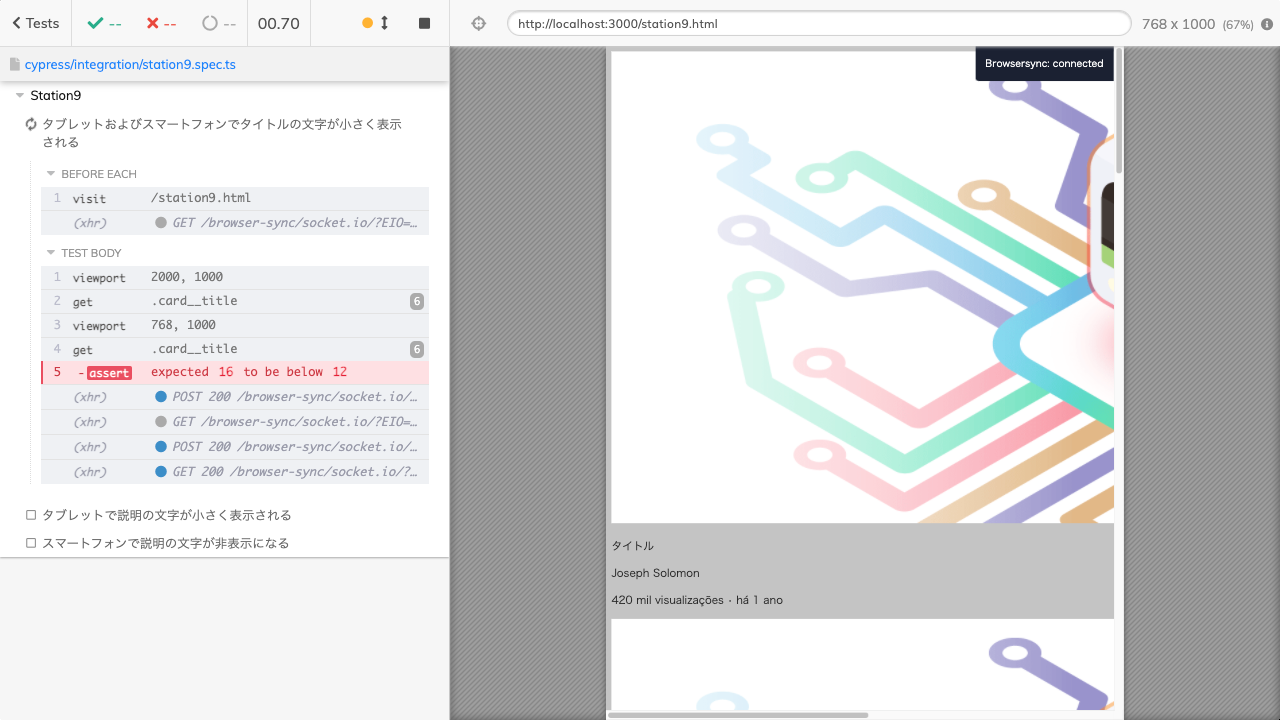 Tests
--
--
--
00.70
http://localhost:3000/station9.html
768 x 1000 (67%)
cypress/integration/station9.spec.ts
Station9
タブレットおよびスマートフォンでタイトルの文字が小さく表示
される
BEFORE EACH
1 visit /station9.html
(xhr) GET /browser-sync/socket.io/?EIO=…
TEST BODY
1 viewport 2000, 1000
2 get .card__title 6
3 viewport 768, 1000
4 get .card__title 6
5 -assert expected 16 to be below 12
(xhr) POST 200 /browser-sync/socket.io/…
(xhr) GET /browser-sync/socket.io/?EIO=…
(xhr) POST 200 /browser-sync/socket.io/…
(xhr) GET 200 /browser-sync/socket.io/?…
タブレットで説明の文字が小さく表示される
スマートフォンで説明の文字が非表示になる
Browsersync: connected
タイトル
Joseph Solomon
420 mil visualizações · há 1 ano